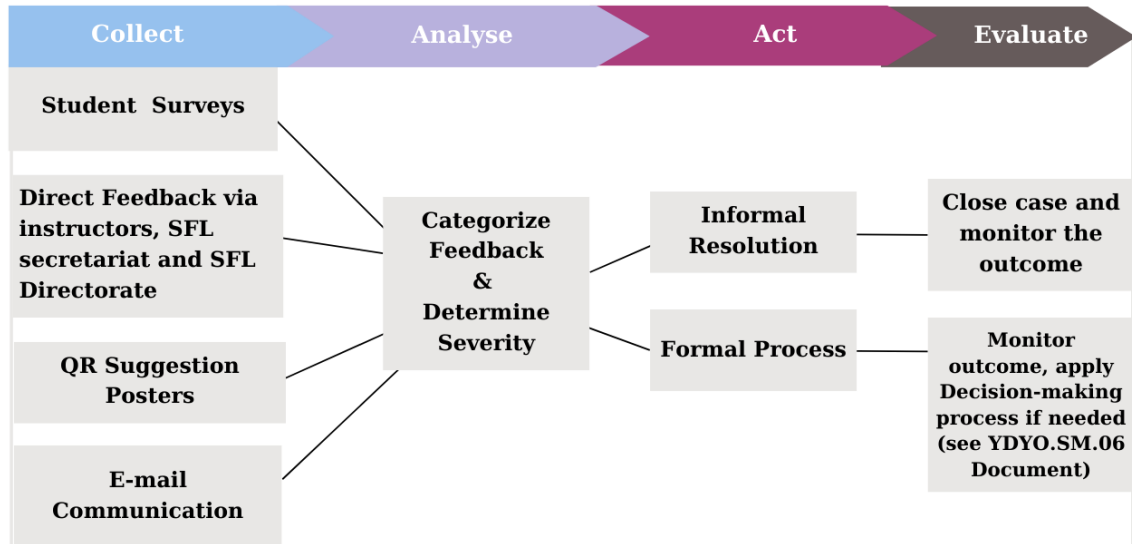 Collect
Analyse
Act
Evaluate
Student Surveys
Direct Feedback via
instructors, SFL
secretariat and SFL
Directorate
QR Suggestion
Posters
E-mail
Communication
Categorize
Feedback
&
Determine
Severity
Informal
Resolution
Formal Process
Close case and
monitor the
outcome
Monitor
outcome, apply
Decision-making
process if needed
(see YDYO.SM.06
Document)